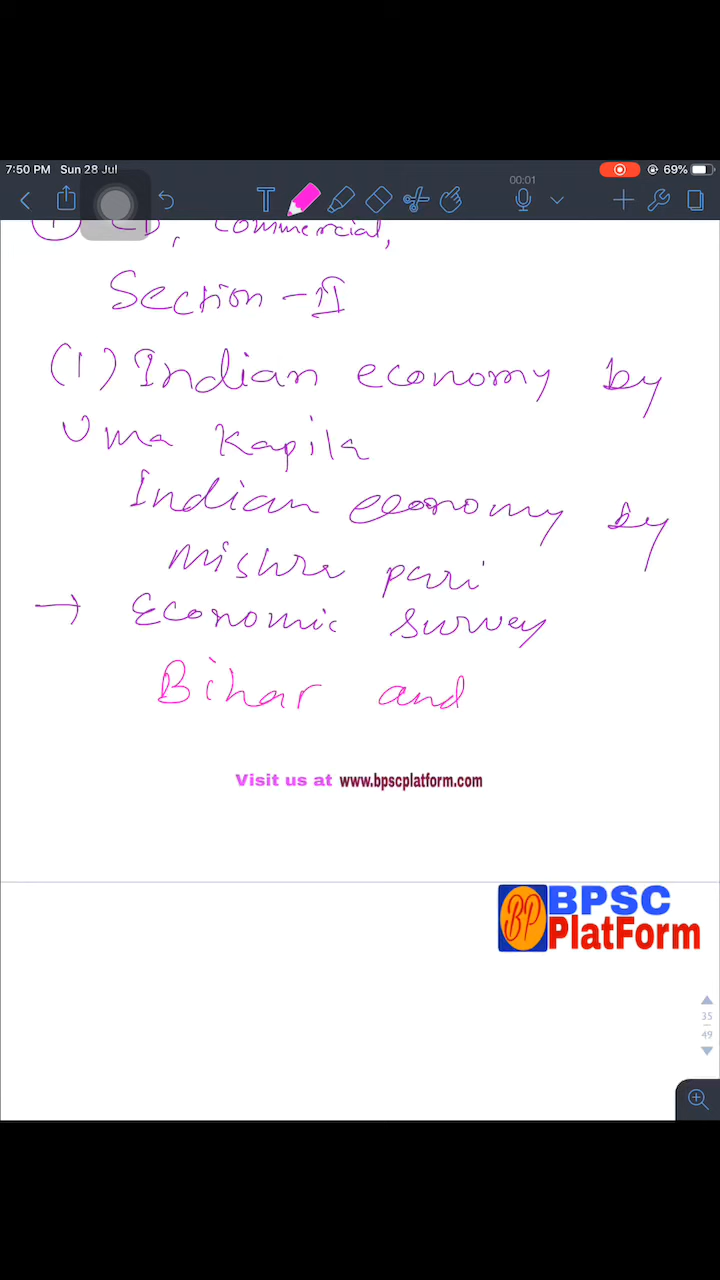 7:50 PM Sun 28 Jul
69%
00:01
T
commercial,
Section - II
(1) Indian economy by
Uma Kapila
Indian economy by
Mishra puri
→ Economic survey
Bihar and
Visit us at www.bpscplatform.com
BP BPSC
PlatForm
35
49